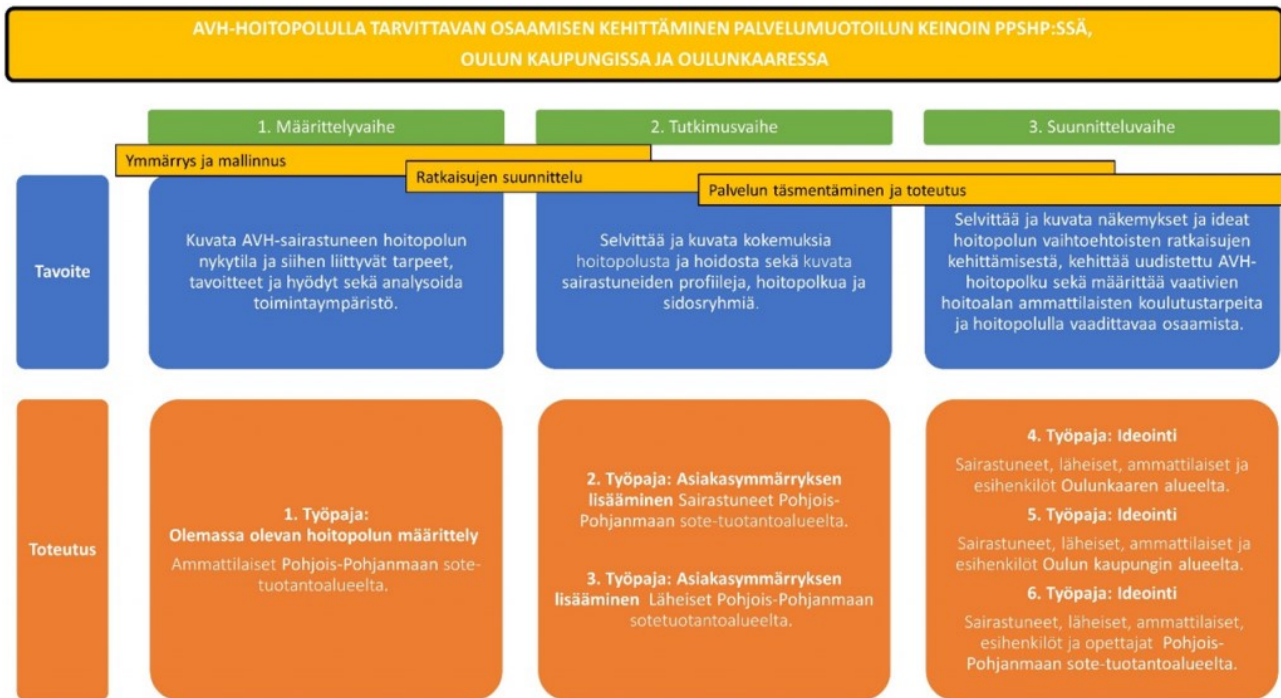 AVH-HOITOPOLULLA TARVITTAVAN OSAAMISEN KEHITTÄMINEN PALVELUMUOTOILUN KEINOIN PPSHP:SSÄ,
OULUN KAUPUNGISSA JA OULUNKAARESSA
1. Määrittelyvaihe
2. Tutkimusvaihe
3. Suunnitteluvaihe
Ymmärrys ja mallinnus
Ratkaisujen suunnittelu
Palvelun täsmentäminen ja toteutus
Tavoite
Kuvata AVH-sairastuneen hoitopolun
nykytila ja siihen liittyvät tarpeet,
tavoitteet ja hyödyt sekä analysoida
toimintaympäristö.
Selvittää ja kuvata kokemuksia
hoitopolusta ja hoidosta sekä kuvata
sairastuneiden profiileja, hoitopolkua ja
sidosryhmiä.
Selvittää ja kuvata näkemykset ja ideat
hoitopolun vaihtoehtoisten ratkaisujen
kehittämisestä, kehittää uudistettu AVH-
hoitopolku sekä määrittää vaativien
hoitoalan ammattilaisten koulutustarpeita
ja hoitopolulla vaadittavaa osaamista.
Toteutus
1. Työpaja:
Olemassa olevan hoitopolun määrittely
Ammattilaiset Pohjois-Pohjanmaan sote-
tuotantoalueelta.
2. Työpaja: Asiakasymmärryksen
lisääminen Sairastuneet Pohjois-
Pohjanmaan sote-tuotantoalueelta.
3. Työpaja: Asiakasymmärryksen
lisääminen Läheiset Pohjois-Pohjanmaan
sotetuotantoalueelta.
4. Työpaja: Ideointi
Sairastuneet, läheiset, ammattilaiset ja
esihenkilöt Oulunkaaren alueelta.
5. Työpaja: Ideointi
Sairastuneet, läheiset, ammattilaiset ja
esihenkilöt Oulun kaupungin alueelta.
6. Työpaja: Ideointi
Sairastuneet, läheiset, ammattilaiset,
esihenkilöt ja opettajat Pohjois-
Pohjanmaan sote-tuotantoalueelta.